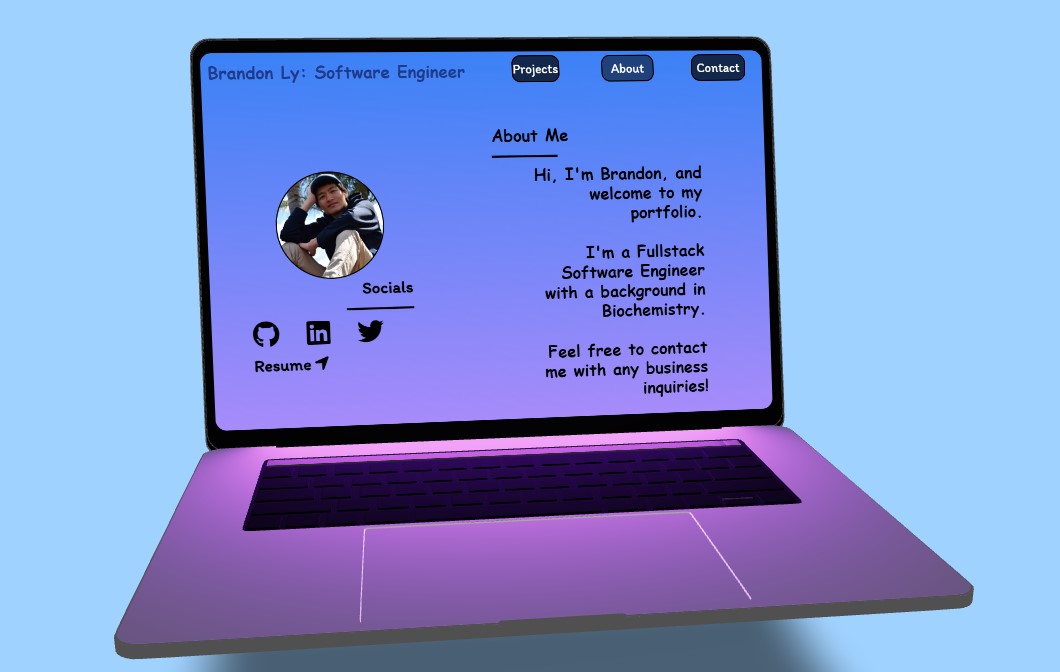 Brandon Ly: Software Engineer
Projects
About
Contact
About Me
Hi, I'm Brandon, and
welcome to my
portfolio.
I'm a Fullstack
Software Engineer
with a background in
Biochemistry.
Feel free to contact
me with any business
inquiries!
Socials
in
Resume